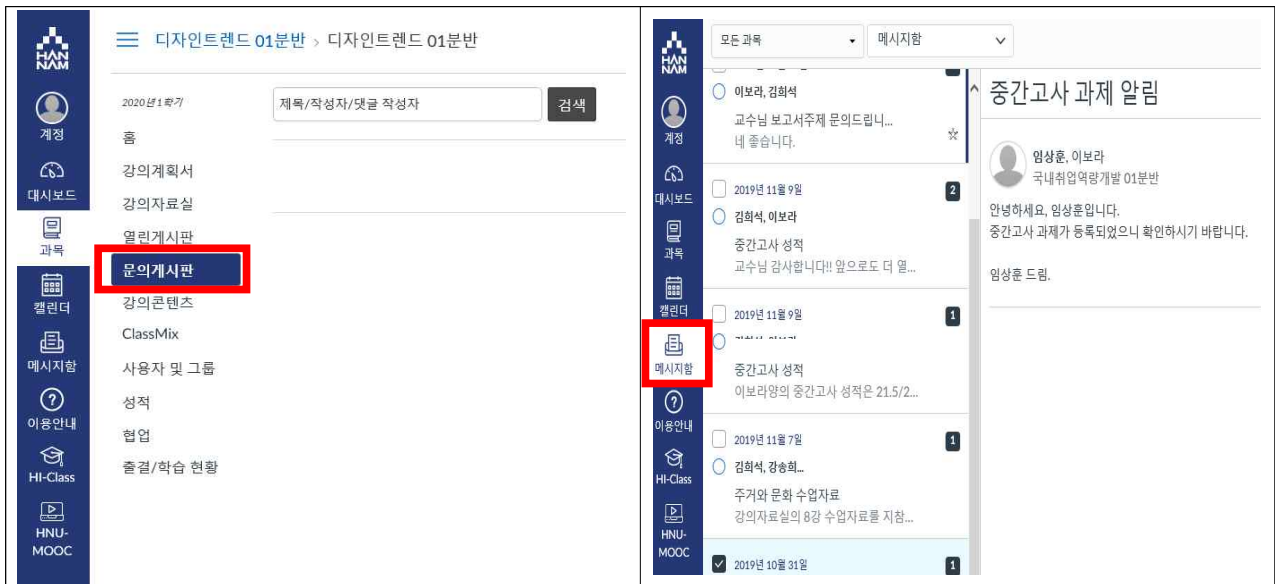 HAN
NAM
계정
대시보드
과목
캘린더
메시지함
이용안내
HI-Class
HNU-
MOOC
디자인트렌드 01분반 > 디자인트렌드 01분반
2020년1학기
홈
강의계획서
강의자료실
열린게시판
문의게시판
강의콘텐츠
ClassMix
사용자 및 그룹
성적
협업
출결/학습 현황
제목/작성자/댓글 작성자
검색
HAN
NAM
계정
대시보드
과목
캘린더
메시지함
이용안내
HI-Class
HNU-
MOOC
모든 과목
메시지함
이보라, 김희석
교수님 보고서주제 문의드립니...
네 좋습니다.
2019년 11월 9일
2
김희석, 이보라
중간고사 성적
교수님 감사합니다!! 앞으로도 더 열...
2019년 11월 9일
1
중간고사 성적
이보라양의 중간고사 성적은 21.5/2...
2019년 11월 7일
1
김희석, 강송희...
주거와 문화 수업자료
강의자료실의 8강 수업자료를 지참...
2019년 10월 31일
1
중간고사 과제 알림
임상훈, 이보라
국내취업역량개발 01분반
안녕하세요, 임상훈입니다.
중간고사 과제가 등록되었으니 확인하시기 바랍니다.
임상훈 드림.